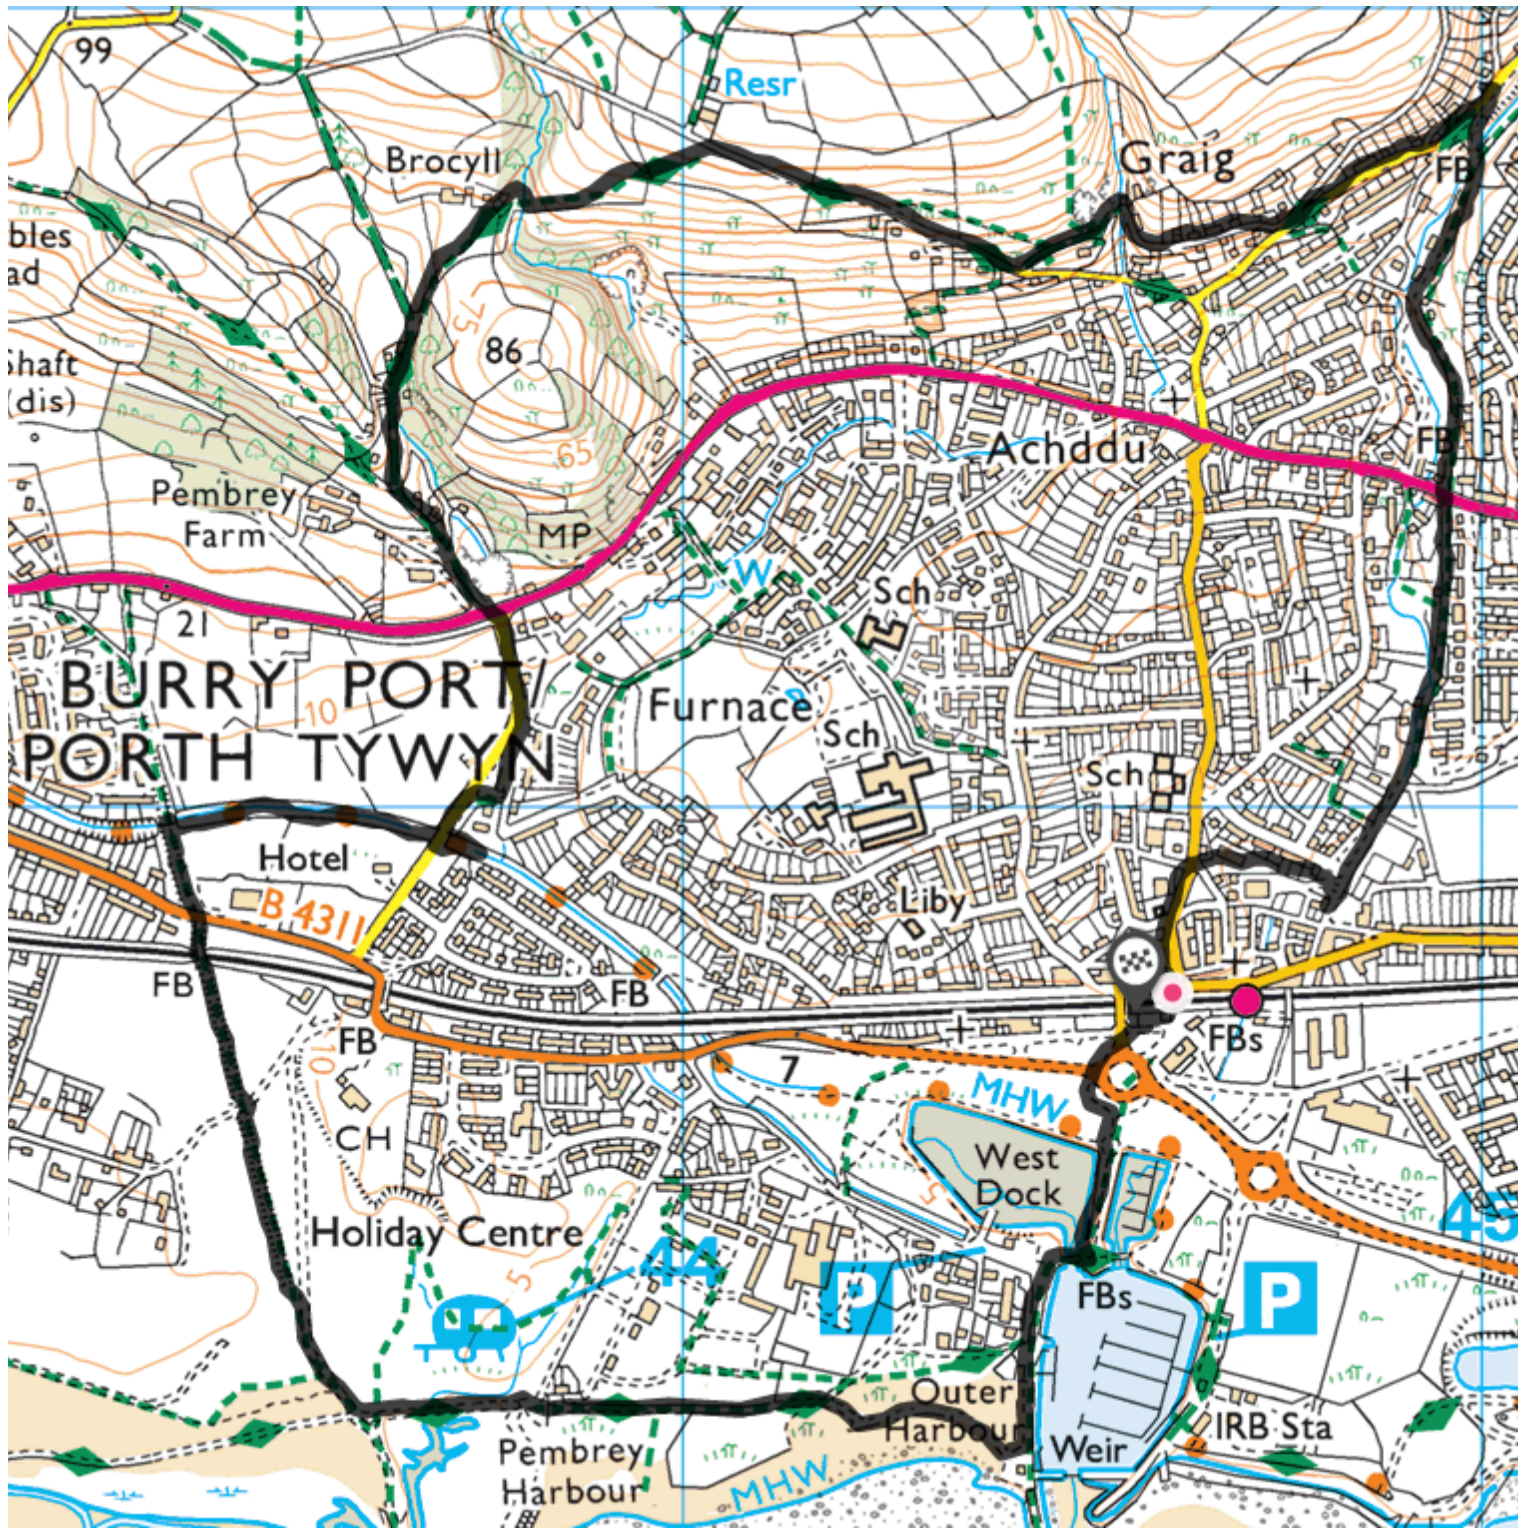 99
Resr
Brocyll
Graig
FB
bles
ad
75
86
Shaft
(dis)
65
Achddu
FB
Pembrey
Farm
MP
W
Sch
21
BURRY PORT/
PORTH TYWYN
10
Furnace
Sch
Sch
Hotel
B 4311
Liby
FB
FB
FB
FBs
10
7
MHW
CH
West
Dock
5
Holiday Centre
44
45
5
P
P
FBs
Outer
Harbour
IRB Sta
Weir
Pembrey
Harbour
MHW